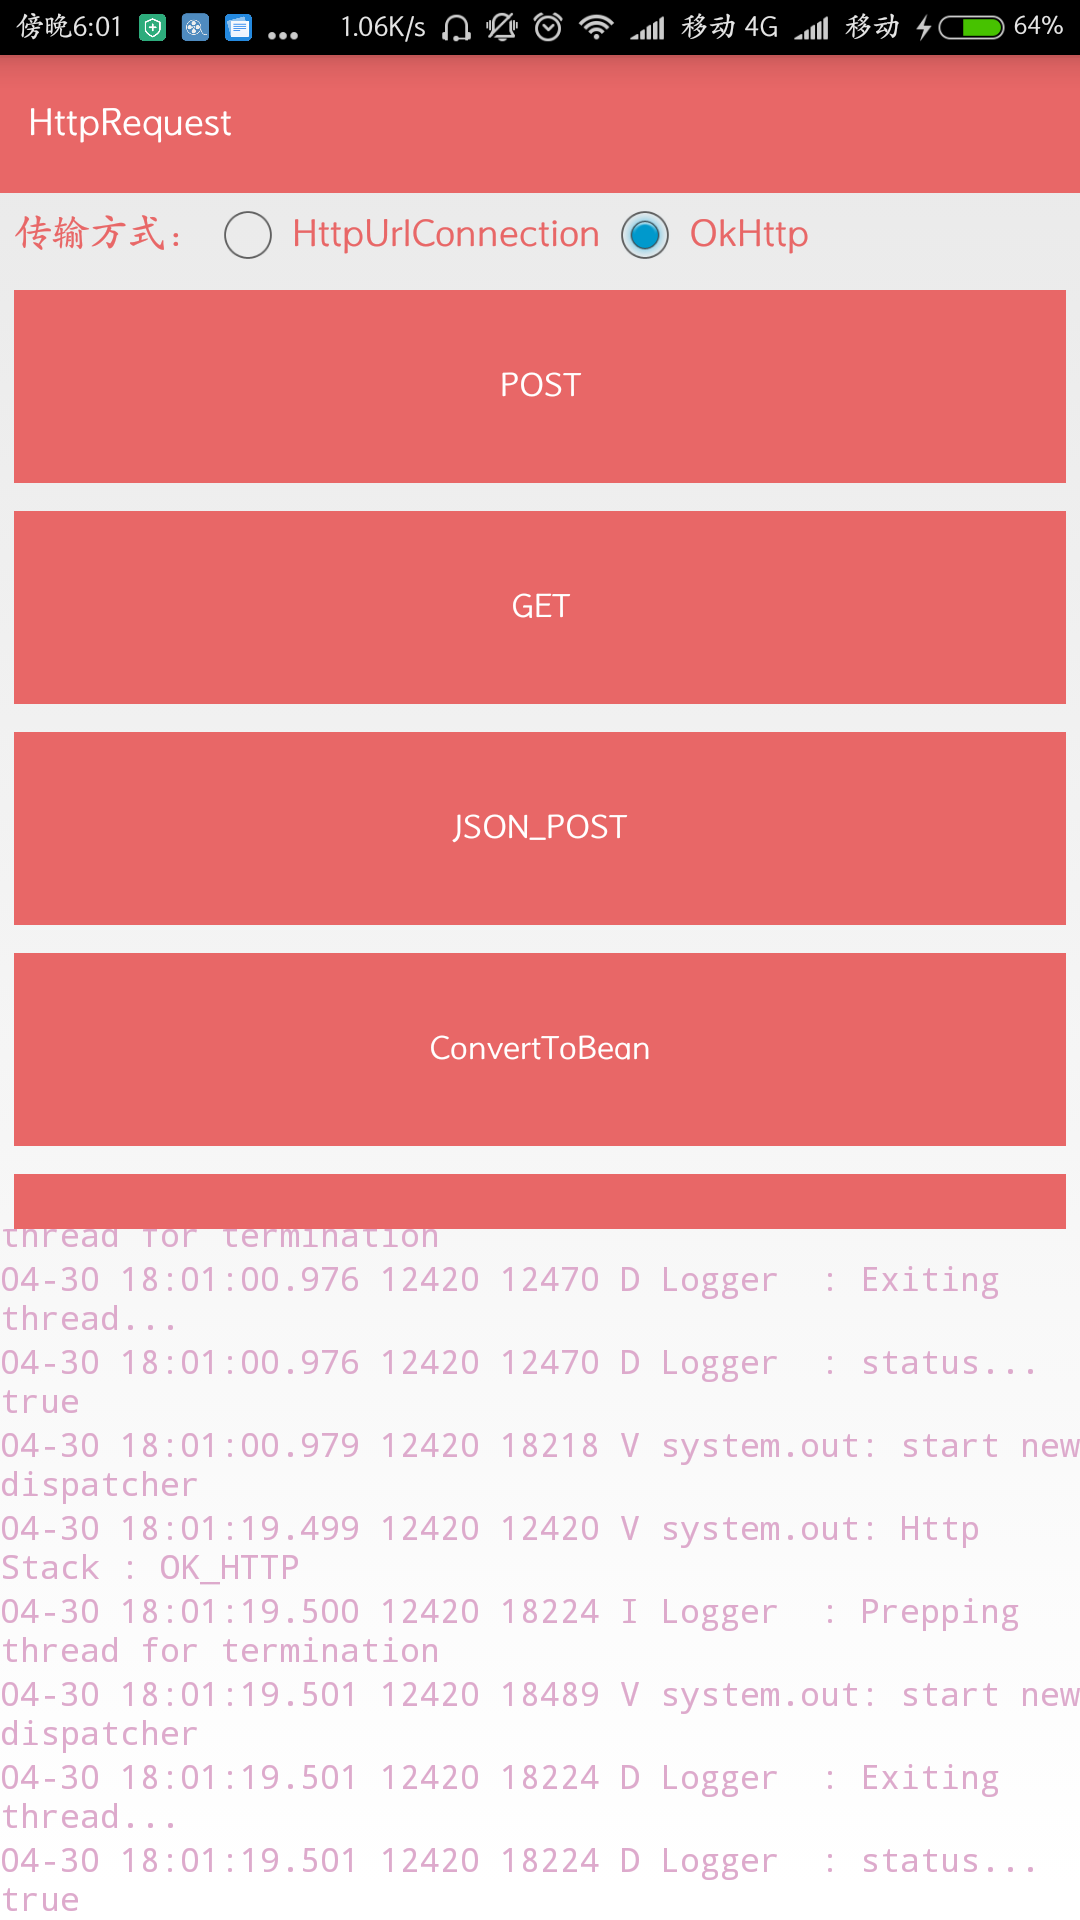 傍晚6:01 ... 1.06K/s 移动 4G 移动 64%
HttpRequest
传输方式： HttpUrlConnection OkHttp
POST
GET
JSON_POST
ConvertToBean
thread for termination
04-30 18:01:00.976 12420 12470 D Logger  : Exiting
thread...
04-30 18:01:00.976 12420 12470 D Logger  : status...
true
04-30 18:01:00.979 12420 18218 V system.out: start new
dispatcher
04-30 18:01:19.499 12420 12420 V system.out: Http
Stack : OK_HTTP
04-30 18:01:19.500 12420 18224 I Logger  : Prepping
thread for termination
04-30 18:01:19.501 12420 18489 V system.out: start new
dispatcher
04-30 18:01:19.501 12420 18224 D Logger  : Exiting
thread...
04-30 18:01:19.501 12420 18224 D Logger  : status...
true